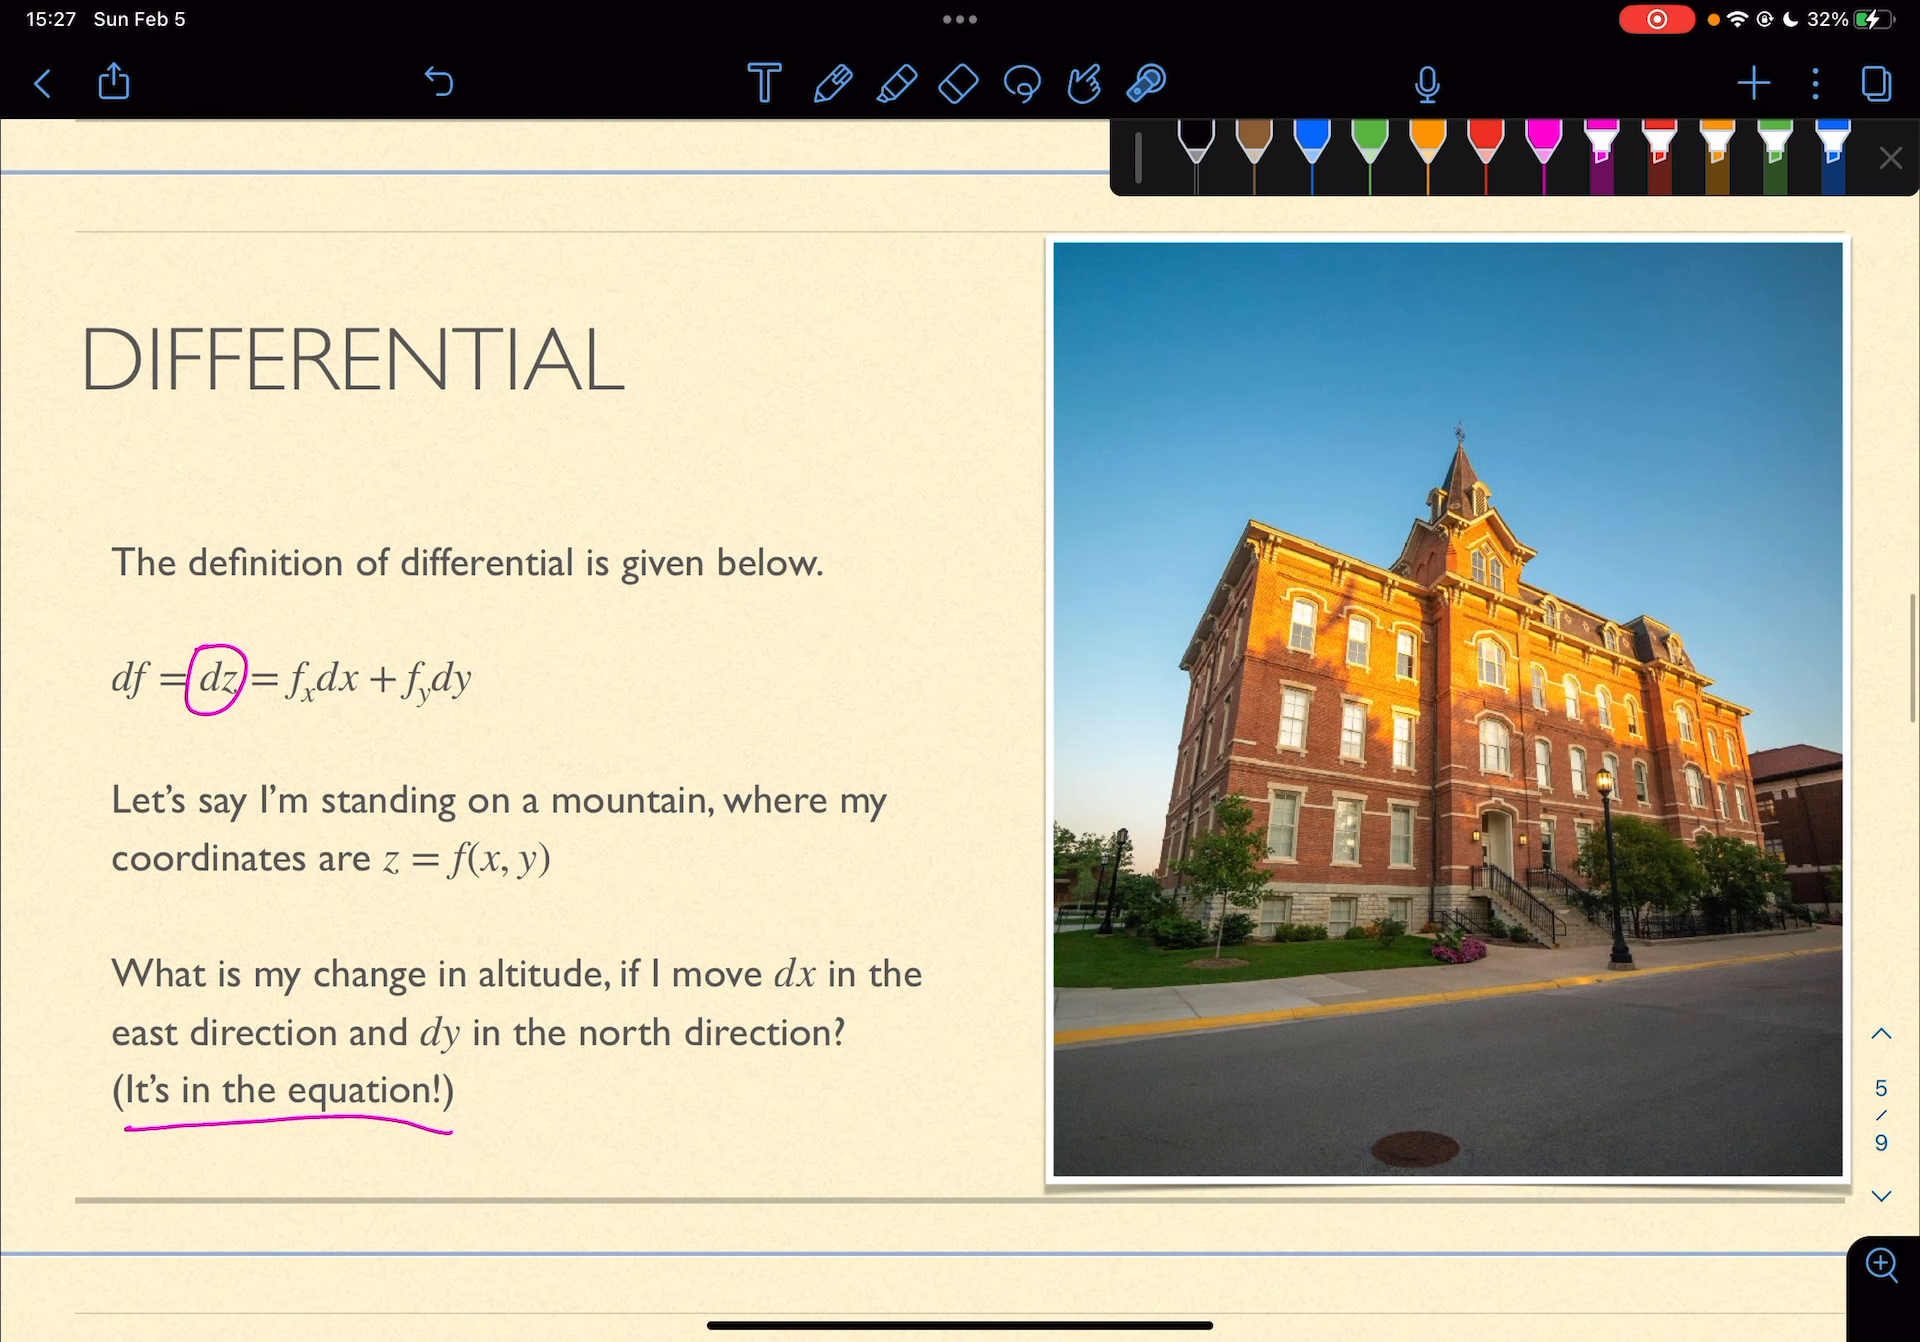 15:27 Sun Feb 5
32%
T
DIFFERENTIAL
The definition of differential is given below.
df = dz = f_x dx + f_y dy
Let’s say I’m standing on a mountain, where my
coordinates are z = f(x, y)
What is my change in altitude, if I move dx in the
east direction and dy in the north direction?
(It’s in the equation!)
5
/
9